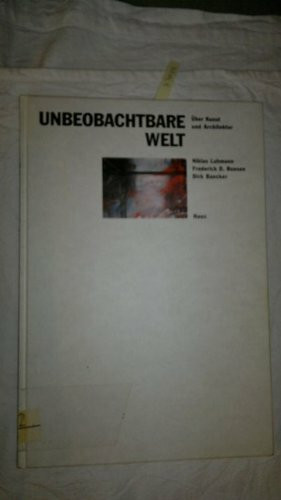 UNBEOBACHTBARE
WELT
Über Kunst
und Architektur
Niklas Luhmann
Frederick D. Bunsen
Dirk Baecker
Haux